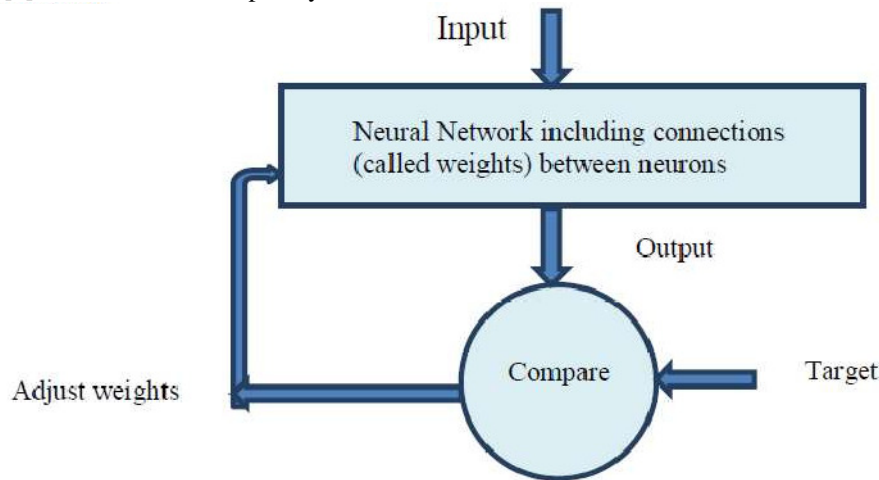 Input
Neural Network including connections
(called weights) between neurons
Output
Compare
Target
Adjust weights